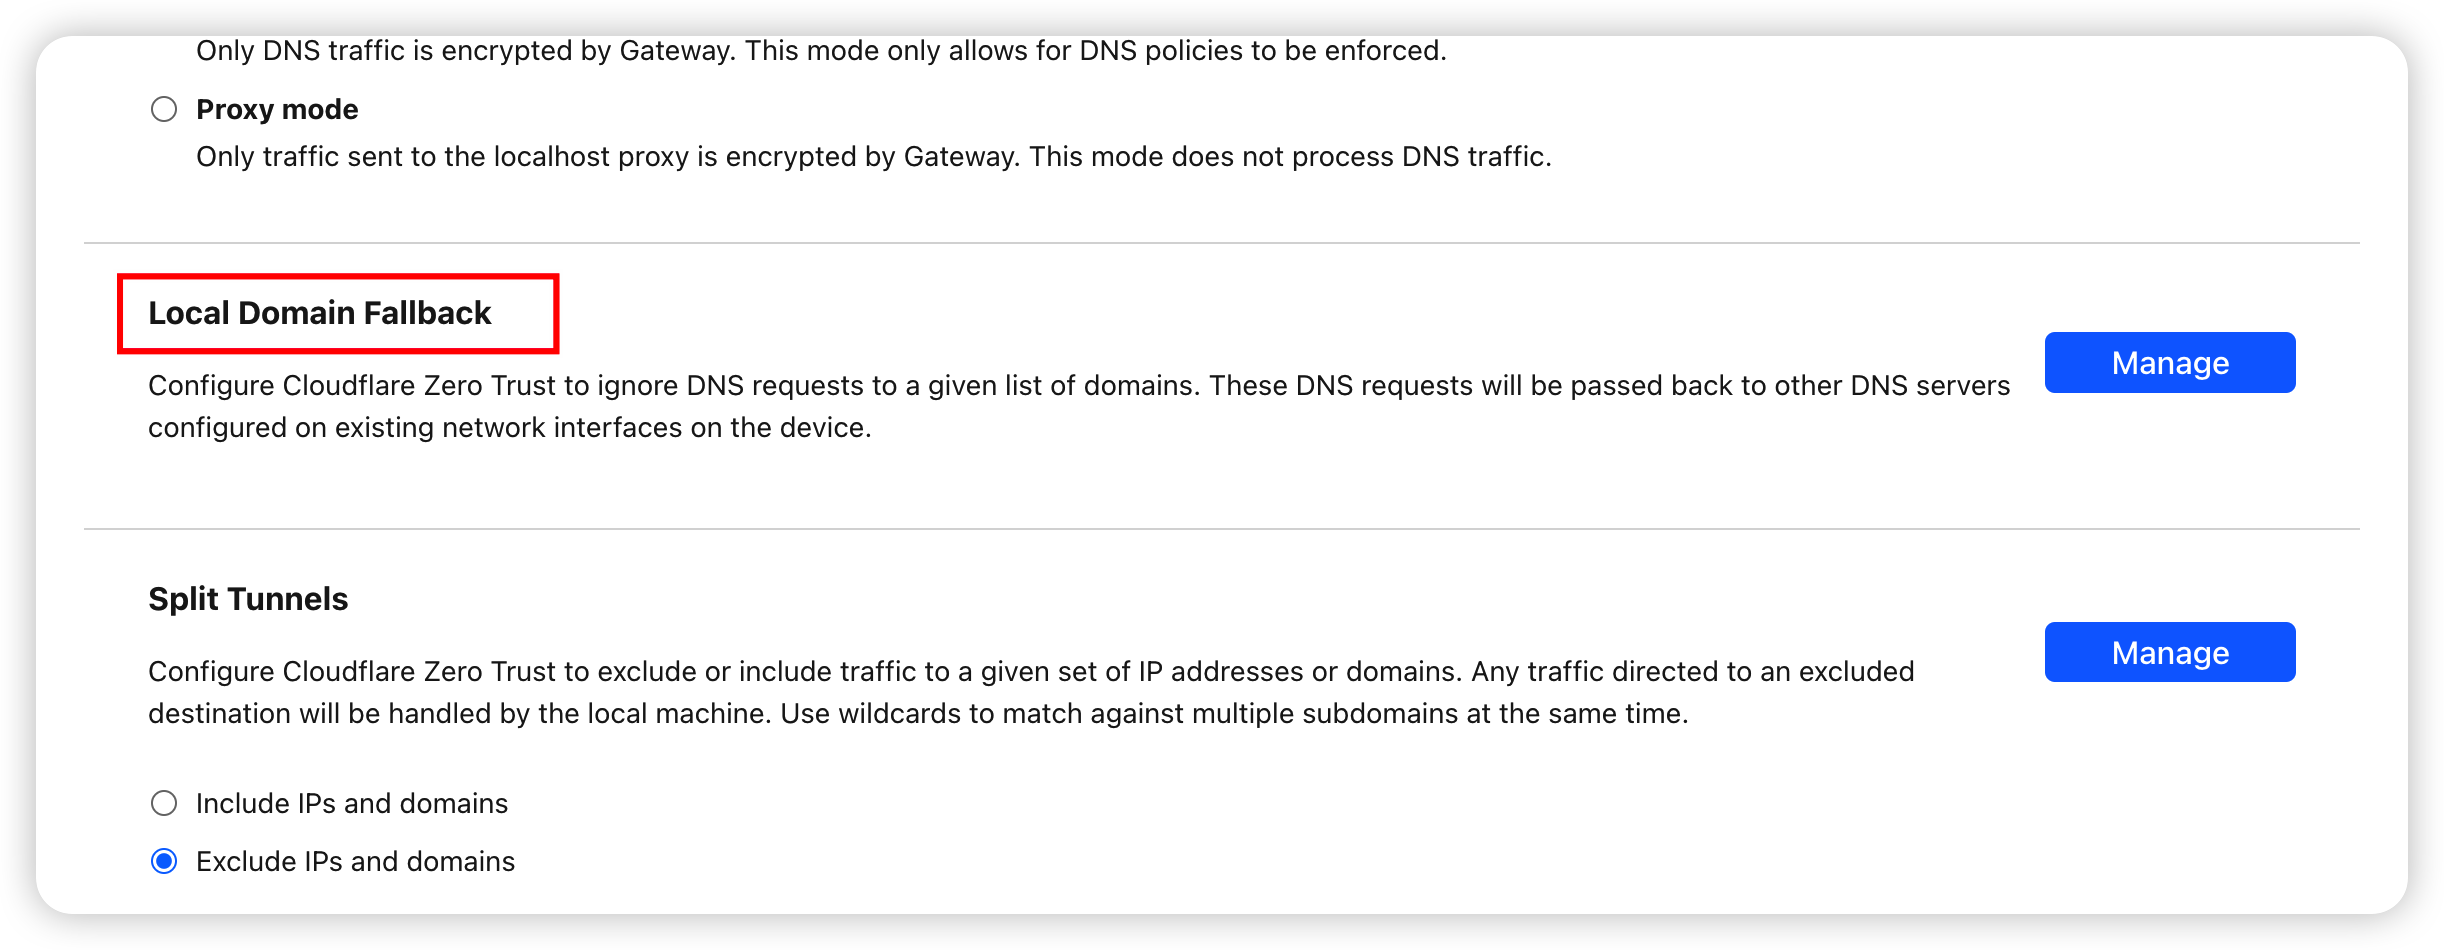 Only DNS traffic is encrypted by Gateway. This mode only allows for DNS policies to be enforced.
Proxy mode
Only traffic sent to the localhost proxy is encrypted by Gateway. This mode does not process DNS traffic.
Local Domain Fallback
Configure Cloudflare Zero Trust to ignore DNS requests to a given list of domains. These DNS requests will be passed back to other DNS servers
configured on existing network interfaces on the device.
Manage
Split Tunnels
Configure Cloudflare Zero Trust to exclude or include traffic to a given set of IP addresses or domains. Any traffic directed to an excluded
destination will be handled by the local machine. Use wildcards to match against multiple subdomains at the same time.
Manage
Include IPs and domains
Exclude IPs and domains